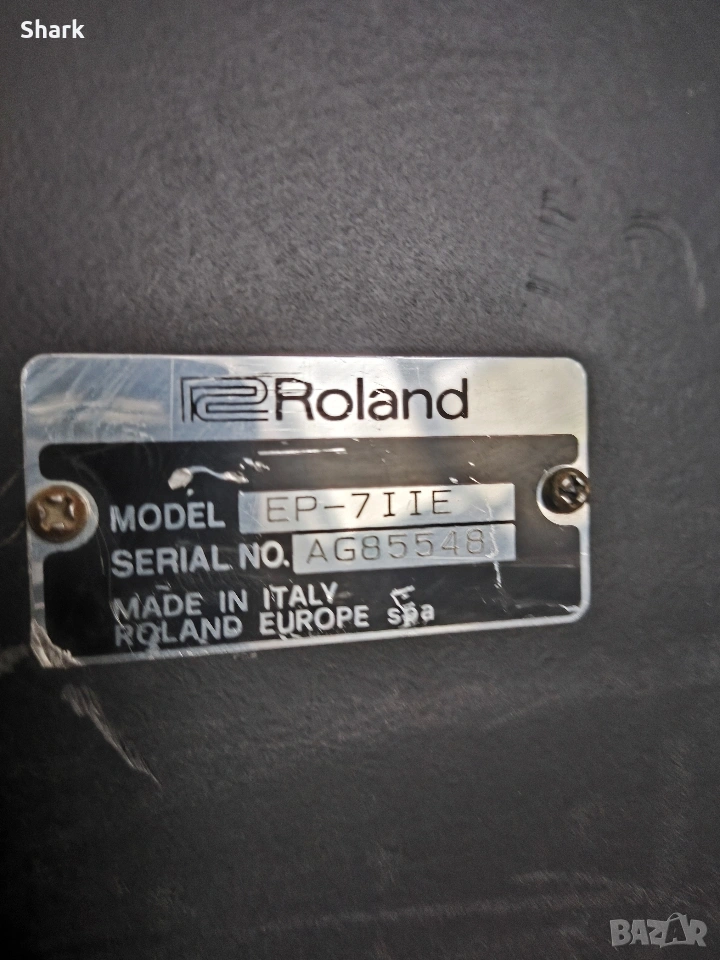 Shark
Roland
MODEL EP-7IIE
SERIAL NO. AG85548
MADE IN ITALY
ROLAND EUROPE spa
BAZAR